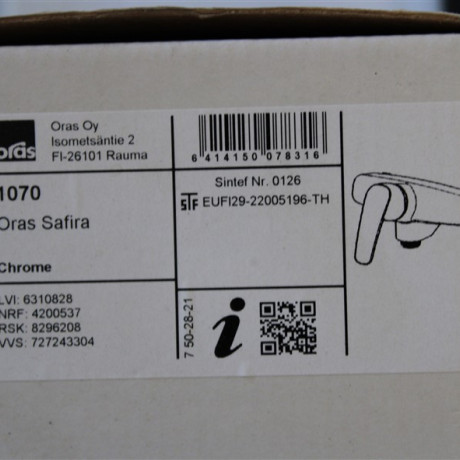 oras
Oras Oy
Isometsäntie 2
FI-26101 Rauma
1070
Oras Safira
Chrome
LVI: 6310828
NRF: 4200537
RSK: 8296208
VVS: 727243304
6 414150 078316
Sintef Nr. 0126
STF EUFI29-22005196-TH
7 50-28-21
i